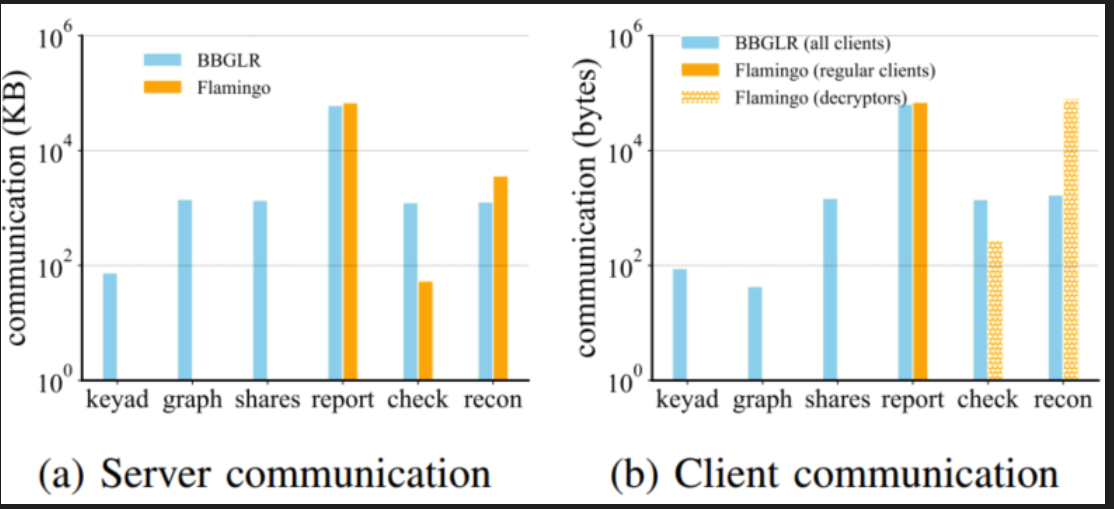 communication (KB)
10^6
10^4
10^2
10^0
BBGLR
Flamingo
keyad graph shares report check recon
(a) Server communication
communication (bytes)
10^6
10^4
10^2
10^0
BBGLR (all clients)
Flamingo (regular clients)
Flamingo (decryptors)
keyad graph shares report check recon
(b) Client communication